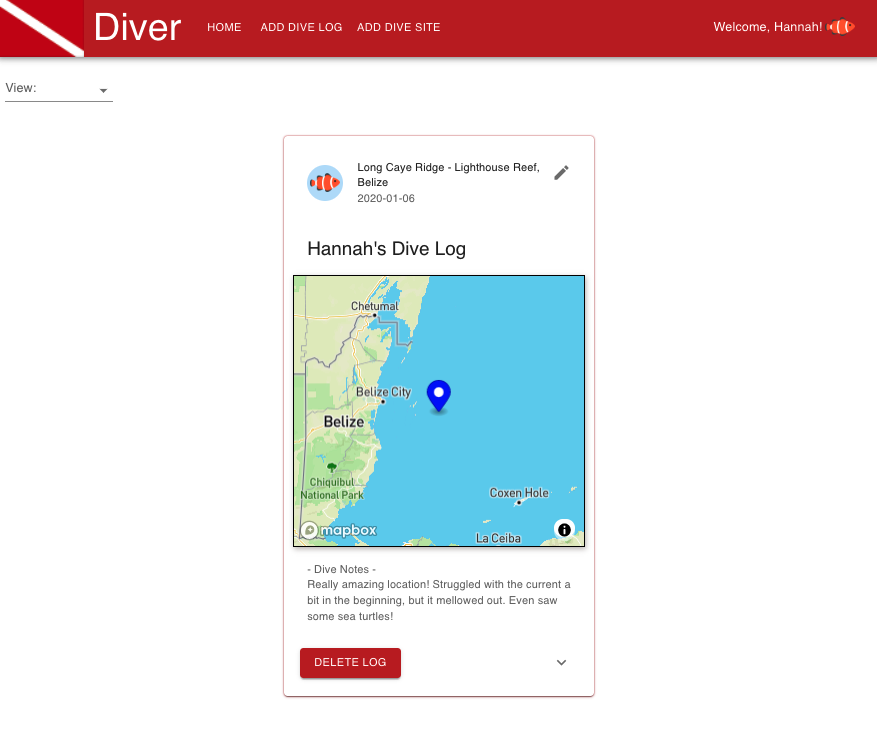 Diver
HOME ADD DIVE LOG ADD DIVE SITE
Welcome, Hannah!
View:
Long Caye Ridge - Lighthouse Reef,
Belize
2020-01-06
Hannah's Dive Log
Chetumal
Belize City
Belize
Chiquibul
National Park
Coxen Hole
mapbox
La Ceiba
- Dive Notes -
Really amazing location! Struggled with the current a
bit in the beginning, but it mellowed out. Even saw
some sea turtles!
DELETE LOG